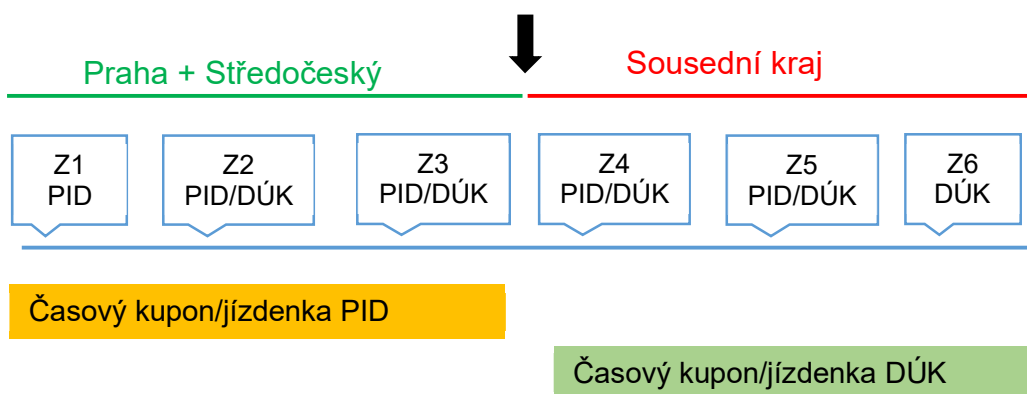 Praha + Středočeský
Sousední kraj
Z1
PID
Z2
PID/DÚK
Z3
PID/DÚK
Z4
PID/DÚK
Z5
PID/DÚK
Z6
DÚK
Časový kupon/jízdenka PID
Časový kupon/jízdenka DÚK